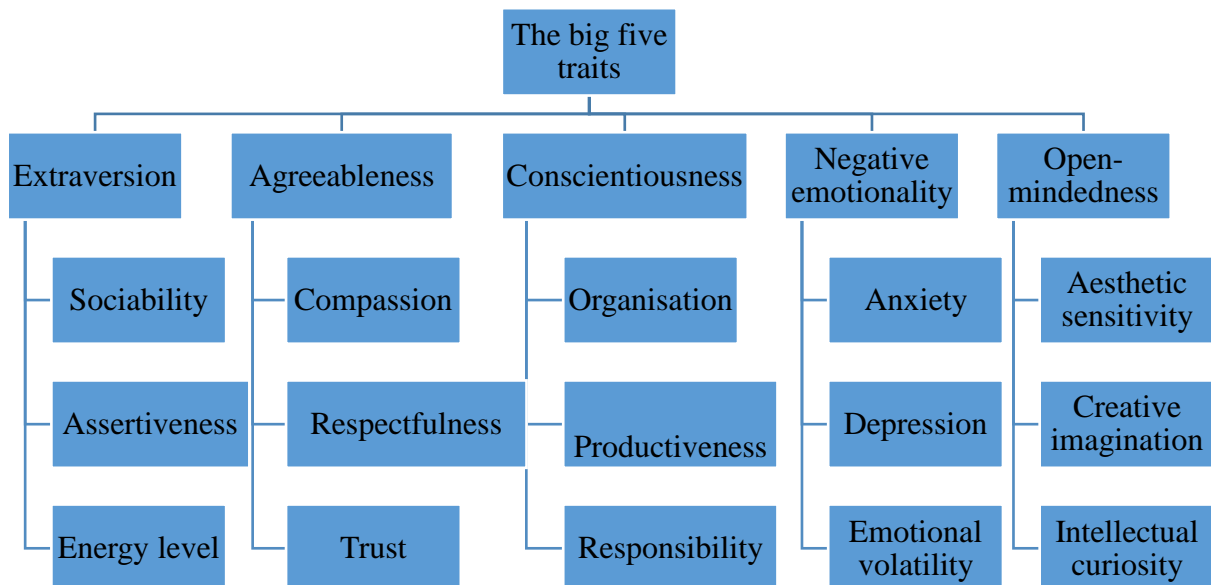 The big five
traits
Extraversion
Agreeableness
Conscientiousness
Negative
emotionality
Open-
mindedness
Sociability
Compassion
Organisation
Anxiety
Aesthetic
sensitivity
Assertiveness
Respectfulness
Productiveness
Depression
Creative
imagination
Energy level
Trust
Responsibility
Emotional
volatility
Intellectual
curiosity